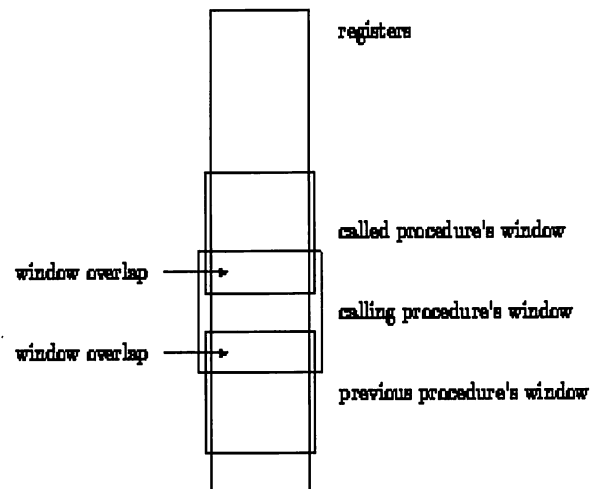 registers
called procedure's window
window overlap
calling procedure's window
window overlap
previous procedure's window